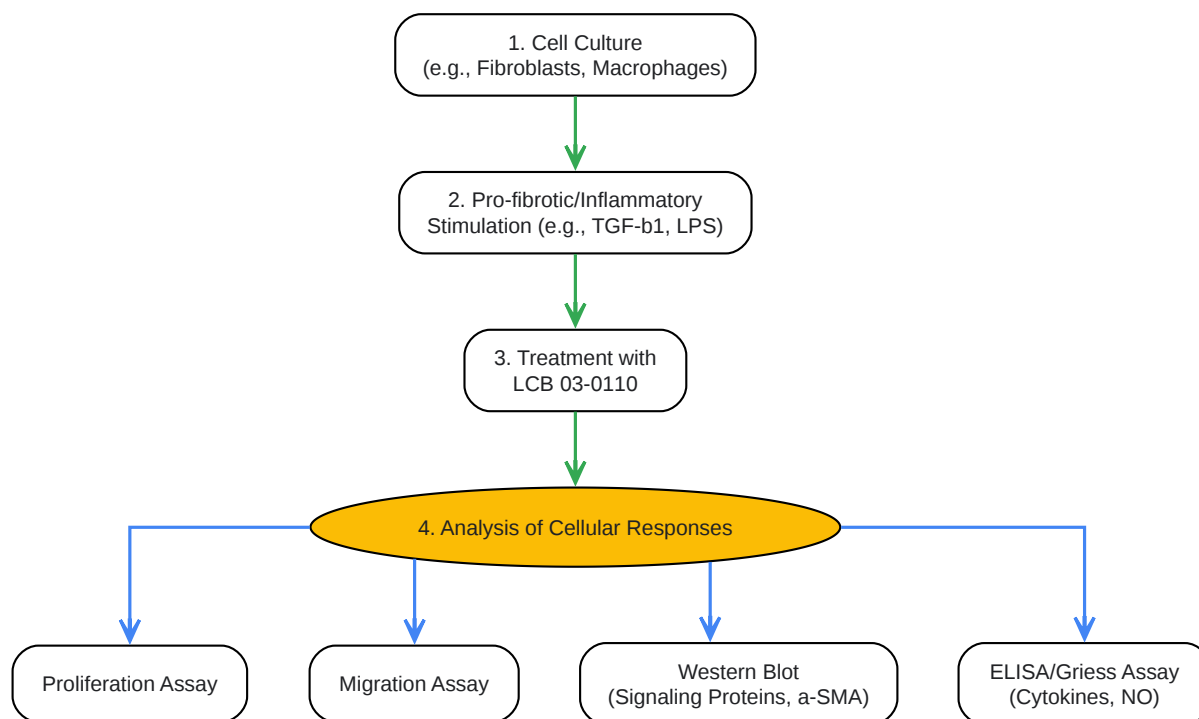 1. Cell Culture
(e.g., Fibroblasts, Macrophages)
2. Pro-fibrotic/Inflammatory
Stimulation (e.g., TGF-b1, LPS)
3. Treatment with
LCB 03-0110
4. Analysis of Cellular Responses
Proliferation Assay
Migration Assay
Western Blot
(Signaling Proteins, a-SMA)
ELISA/Griess Assay
(Cytokines, NO)